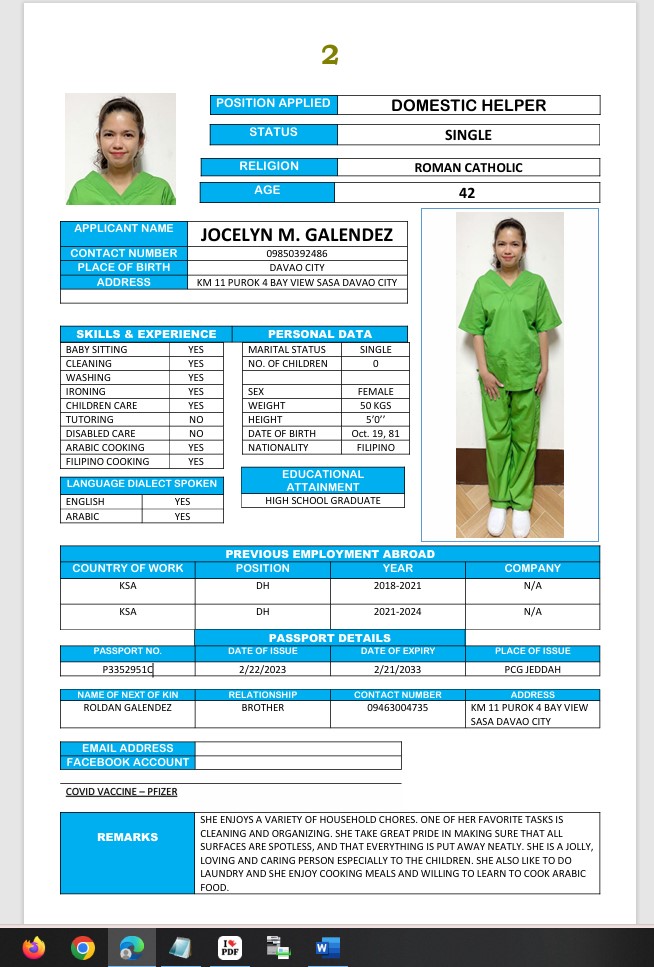 2
POSITION APPLIED DOMESTIC HELPER
STATUS SINGLE
RELIGION ROMAN CATHOLIC
AGE 42
APPLICANT NAME JOCELYN M. GALENDEZ
CONTACT NUMBER 09850392486
PLACE OF BIRTH DAVAO CITY
ADDRESS KM 11 PUROK 4 BAY VIEW SASA DAVAO CITY
SKILLS & EXPERIENCE PERSONAL DATA
BABY SITTING YES MARITAL STATUS SINGLE
CLEANING YES NO. OF CHILDREN 0
WASHING YES
IRONING YES SEX FEMALE
CHILDREN CARE YES WEIGHT 50 KGS
TUTORING NO HEIGHT 5’0’’
DISABLED CARE NO DATE OF BIRTH Oct. 19, 81
ARABIC COOKING YES NATIONALITY FILIPINO
FILIPINO COOKING YES
EDUCATIONAL
ATTAINMENT
HIGH SCHOOL GRADUATE
LANGUAGE DIALECT SPOKEN
ENGLISH YES
ARABIC YES
PREVIOUS EMPLOYMENT ABROAD
COUNTRY OF WORK POSITION YEAR COMPANY
KSA DH 2018-2021 N/A
KSA DH 2021-2024 N/A
PASSPORT DETAILS
PASSPORT NO. DATE OF ISSUE DATE OF EXPIRY PLACE OF ISSUE
P3352951C 2/22/2023 2/21/2033 PCG JEDDAH
NAME OF NEXT OF KIN RELATIONSHIP CONTACT NUMBER ADDRESS
ROLDAN GALENDEZ BROTHER 09463004735 KM 11 PUROK 4 BAY VIEW
SASA DAVAO CITY
EMAIL ADDRESS
FACEBOOK ACCOUNT
COVID VACCINE – PFIZER
REMARKS
SHE ENJOYS A VARIETY OF HOUSEHOLD CHORES. ONE OF HER FAVORITE TASKS IS
CLEANING AND ORGANIZING. SHE TAKE GREAT PRIDE IN MAKING SURE THAT ALL
SURFACES ARE SPOTLESS, AND THAT EVERYTHING IS PUT AWAY NEATLY. SHE IS A JOLLY,
LOVING AND CARING PERSON ESPECIALLY TO THE CHILDREN. SHE ALSO LIKE TO DO
LAUNDRY AND SHE ENJOY COOKING MEALS AND WILLING TO LEARN TO COOK ARABIC
FOOD.
I
PDF
W